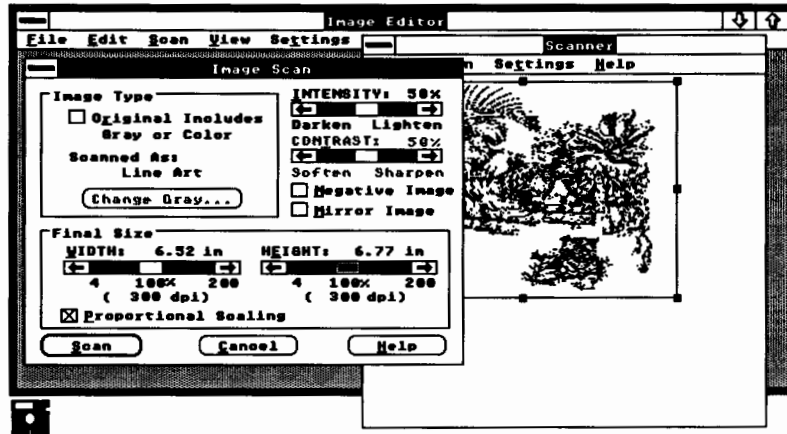 Image Editor
File Edit Scan View Settings
Scanner
n Settings Help
Image Scan
Image Type
Original Includes
Gray or Color
Scanned As:
Line Art
Change Gray...
INTENSITY: 50%
Darken Lighten
CONTRAST: 50%
Soften Sharpen
Negative Image
Mirror Image
Final Size
WIDTH: 6.52 in
4 100% 200
( 300 dpi)
HEIGHT: 6.77 in
4 100% 200
( 300 dpi)
Proportional Scaling
Scan Cancel Help